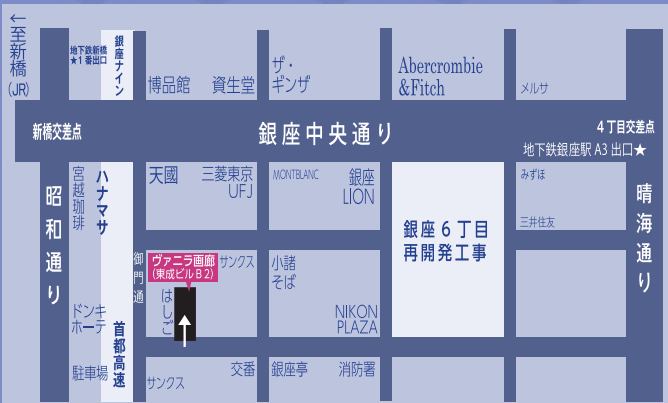 ←至新橋(JR)
地下鉄新橋
★1番出口
銀座ナイン
博品館
資生堂
ザ・
ギンザ
Abercrombie
&Fitch
メルサ
新橋交差点
銀座中央通り
4丁目交差点
地下鉄銀座駅A3出口★
昭和通り
宮越珈琲
ハナマサ
天國
三菱東京
UFJ
MONTBLANC
銀座
LION
銀座6丁目
再開発工事
みずほ
三井住友
晴海通り
御門通
ヴァニラ画廊
(東成ビルB2)
サンクス
はしご
小諸
そば
NIKON
PLAZA
ドンキ
ホーテ
首都高速
駐車場
サンクス
交番
銀座亭
消防署